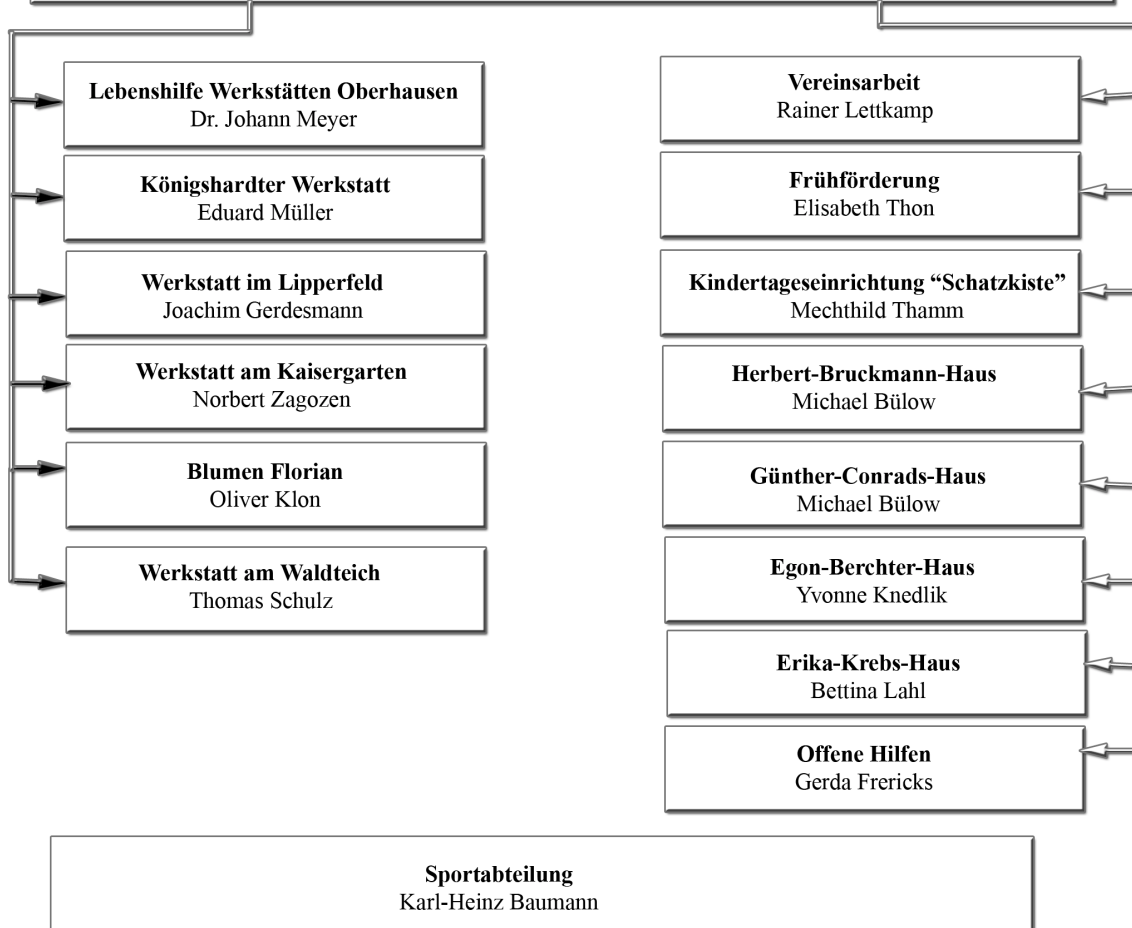 Lebenshilfe Werkstätten Oberhausen
Dr. Johann Meyer
Königshardter Werkstatt
Eduard Müller
Werkstatt im Lipperfeld
Joachim Gerdesmann
Werkstatt am Kaisergarten
Norbert Zagozen
Blumen Florian
Oliver Klon
Werkstatt am Waldteich
Thomas Schulz
Vereinsarbeit
Rainer Lettkamp
Frühförderung
Elisabeth Thon
Kindertageseinrichtung “Schatzkiste”
Mechthild Thamm
Herbert-Bruckmann-Haus
Michael Bülow
Günther-Conrads-Haus
Michael Bülow
Egon-Berchter-Haus
Yvonne Knedlik
Erika-Krebs-Haus
Bettina Lahl
Offene Hilfen
Gerda Frericks
Sportabteilung
Karl-Heinz Baumann